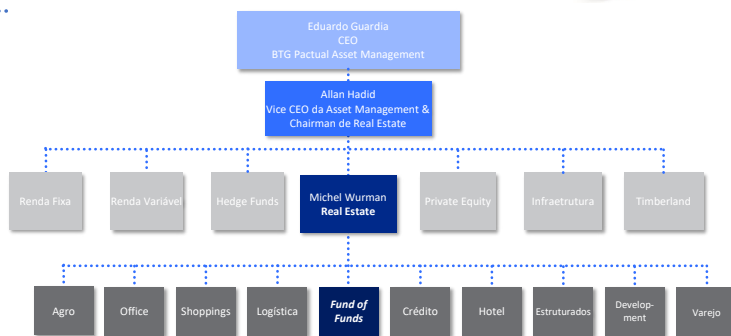 Eduardo Guardia
CEO
BTG Pactual Asset Management
Allan Hadid
Vice CEO da Asset Management &
Chairman de Real Estate
Renda Fixa
Renda Variável
Hedge Funds
Michel Wurman
Real Estate
Private Equity
Infraetrutura
Timberland
Agro
Office
Shoppings
Logística
Fund of
Funds
Crédito
Hotel
Estruturados
Develop-
ment
Varejo